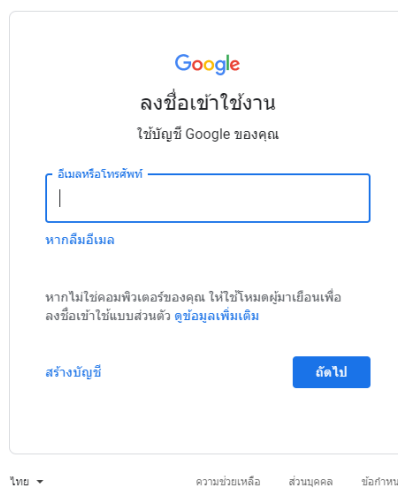 Google
ลงชื่อเข้าใช้งาน
ใช้บัญชี Google ของคุณ
อีเมลหรือโทรศัพท์
หากลืมอีเมล
หากไม่ใช่คอมพิวเตอร์ของคุณ ให้ใช้โหมดผู้มาเยือนเพื่อ
ลงชื่อเข้าใช้แบบส่วนตัว ดูข้อมูลเพิ่มเติม
สร้างบัญชี ถัดไป
ไทย ความช่วยเหลือ ส่วนบุคคล